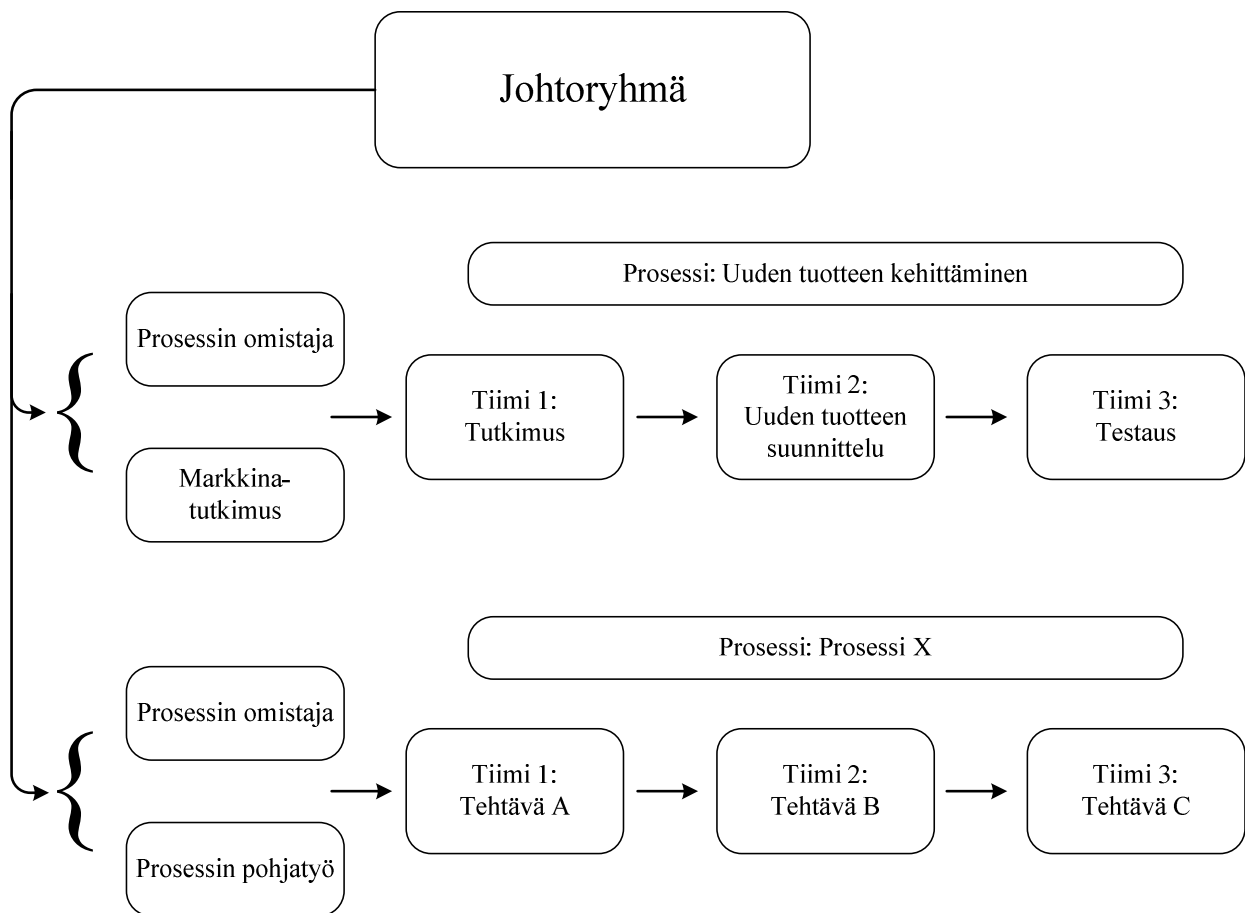 Johtoryhmä
Prosessi: Uuden tuotteen kehittäminen
Prosessin omistaja
Markkina-
tutkimus
Tiimi 1:
Tutkimus
Tiimi 2:
Uuden tuotteen
suunnittelu
Tiimi 3:
Testaus
Prosessi: Prosessi X
Prosessin omistaja
Prosessin pohjatyö
Tiimi 1:
Tehtävä A
Tiimi 2:
Tehtävä B
Tiimi 3:
Tehtävä C